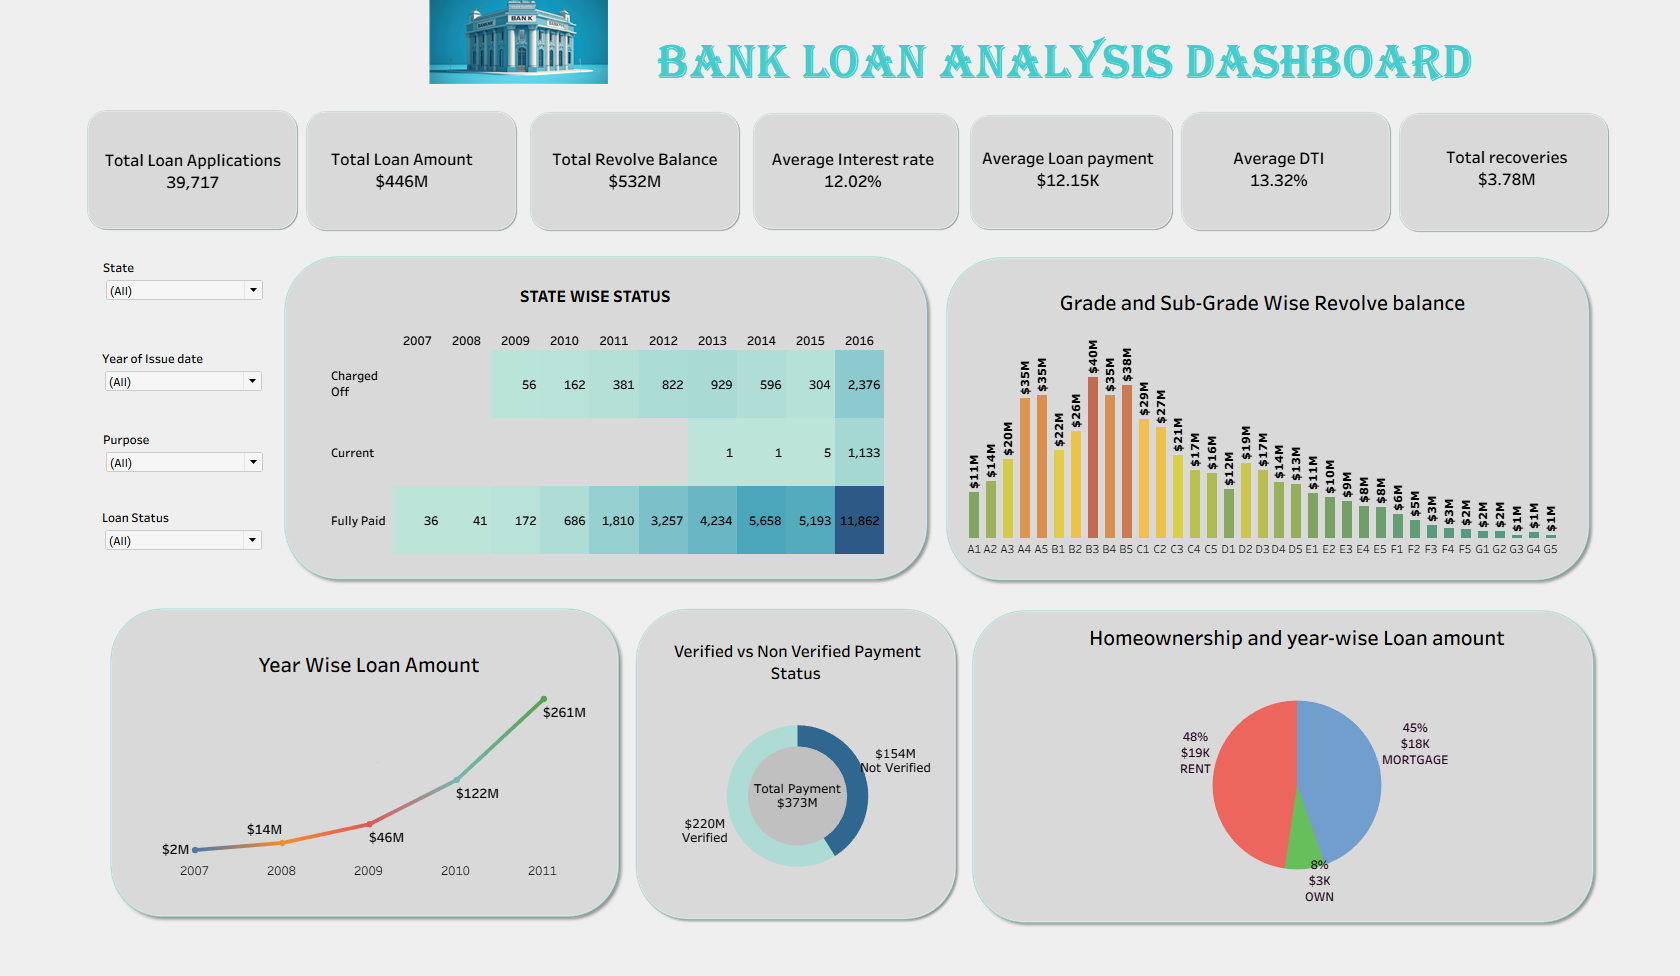 BANK
BANK LOAN ANALYSIS DASHBOARD
Total Loan Applications
39,717
Total Loan Amount
$446M
Total Revolve Balance
$532M
Average Interest rate
12.02%
Average Loan payment
$12.15K
Average DTI
13.32%
Total recoveries
$3.78M
State
(All)
Year of Issue date
(All)
Purpose
(All)
Loan Status
(All)
STATE WISE STATUS
2007 2008 2009 2010 2011 2012 2013 2014 2015 2016
Charged
Off
56 162 381 822 929 596 304 2,376
Current
1 1 5 1,133
Fully Paid 36 41 172 686 1,810 3,257 4,234 5,658 5,193 11,862
Grade and Sub-Grade Wise Revolve balance
$11M $14M $20M $35M $35M $22M $26M $40M $35M $38M $29M $27M $21M $17M $16M $12M $19M $17M $14M $13M $11M $10M $9M $8M $8M $6M $5M $3M $3M $2M $2M $2M $1M $1M $1M
A1 A2 A3 A4 A5 B1 B2 B3 B4 B5 C1 C2 C3 C4 C5 D1 D2 D3 D4 D5 E1 E2 E3 E4 E5 F1 F2 F3 F4 F5 G1 G2 G3 G4 G5
Year Wise Loan Amount
$261M
$122M
$14M
$46M
$2M
2007 2008 2009 2010 2011
Verified vs Non Verified Payment
Status
$154M
Not Verified
Total Payment
$373M
$220M
Verified
Homeownership and year-wise Loan amount
48%
$19K
RENT
45%
$18K
MORTGAGE
8%
$3K
OWN